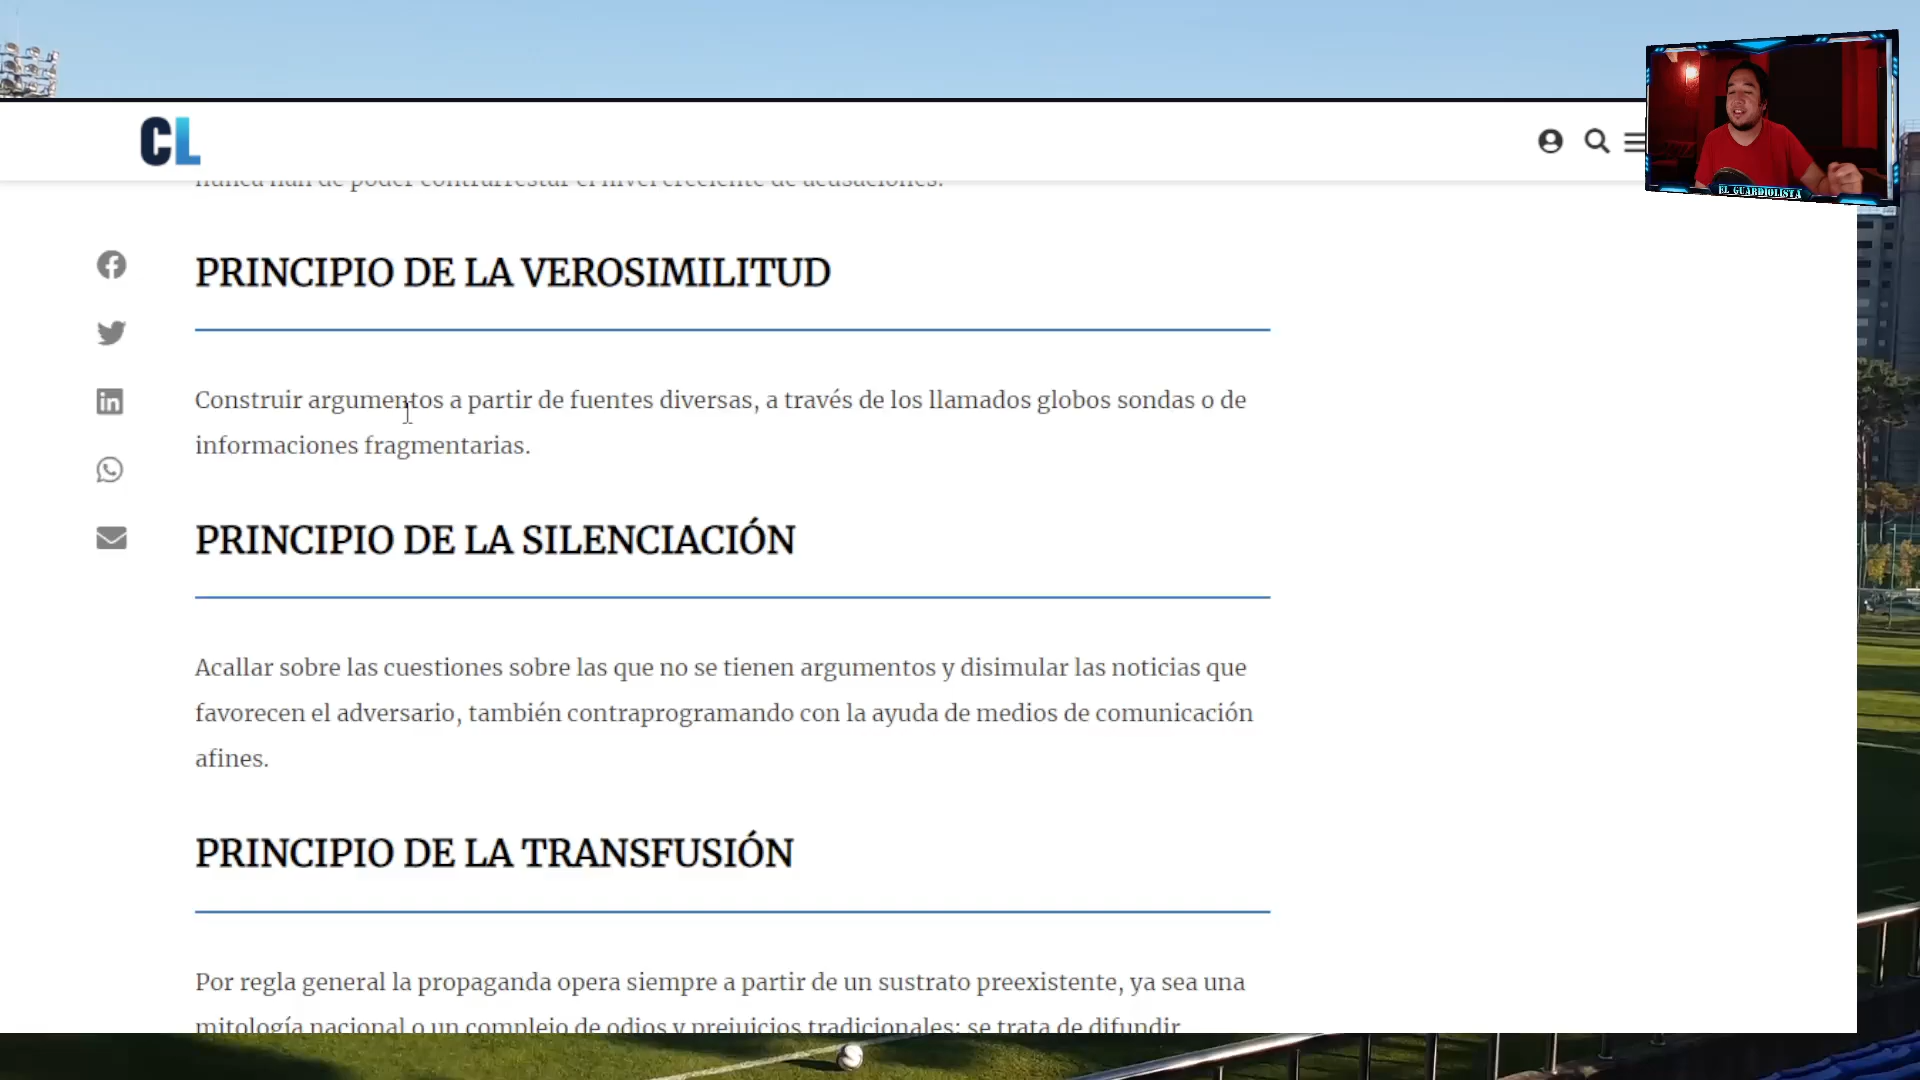 CL
EL GUARDIOLISTA
nunca han de poder contrarrestar el nivel creciente de acusaciones.
PRINCIPIO DE LA VEROSIMILITUD
Construir argumentos a partir de fuentes diversas, a través de los llamados globos sondas o de
informaciones fragmentarias.
PRINCIPIO DE LA SILENCIACIÓN
Acallar sobre las cuestiones sobre las que no se tienen argumentos y disimular las noticias que
favorecen el adversario, también contraprogramando con la ayuda de medios de comunicación
afines.
PRINCIPIO DE LA TRANSFUSIÓN
Por regla general la propaganda opera siempre a partir de un sustrato preexistente, ya sea una
mitología nacional o un complejo de odios y prejuicios tradicionales; se trata de difundir